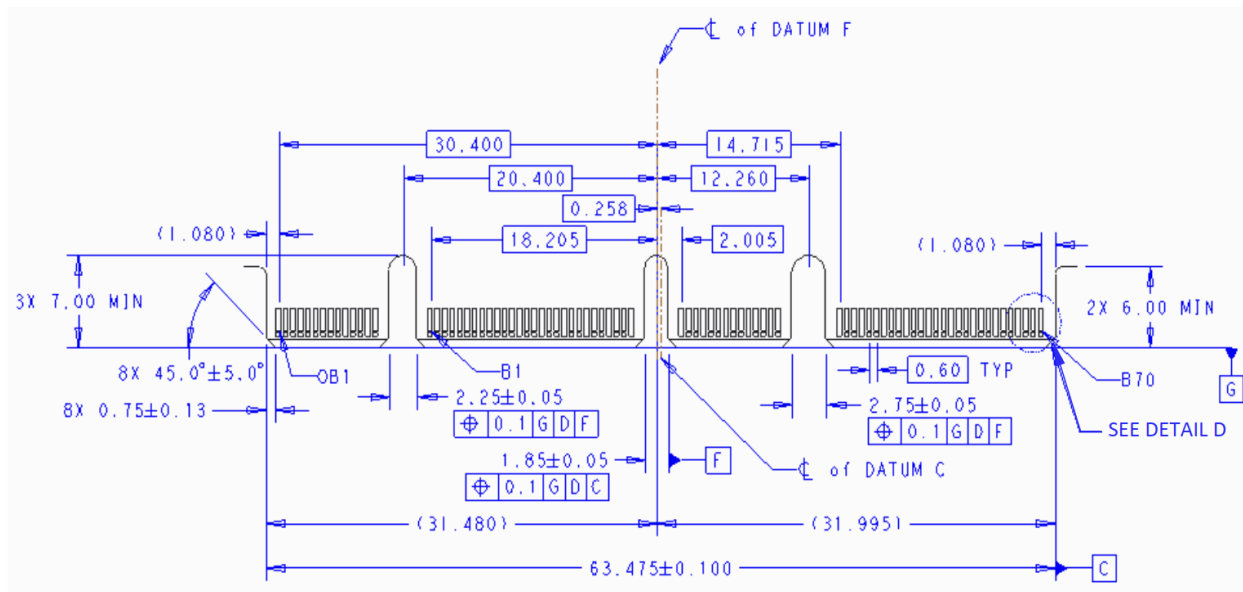 ℄ of DATUM F
30.400
14.715
20.400
12.260
0.258
(1.080)
18.205
2.005
(1.080)
3X 7.00 MIN
2X 6.00 MIN
8X 45.0°±5.0°
OB1
B1
0.60 TYP
B70
G
8X 0.75±0.13
2.25±0.05
⌖ 0.1 G D F
2.75±0.05
⌖ 0.1 G D F
SEE DETAIL D
1.85±0.05
F
℄ of DATUM C
⌖ 0.1 G D C
(31.480)
(31.995)
63.475±0.100
C